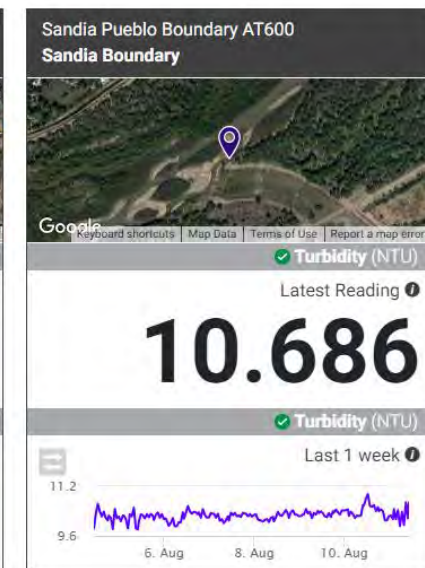 Sandia Pueblo Boundary AT600
Sandia Boundary
Google
Keyboard shortcuts Map Data Terms of Use Report a map error
Turbidity (NTU)
Latest Reading
10.686
Turbidity (NTU)
Last 1 week
11.2
9.6
6. Aug 8. Aug 10. Aug